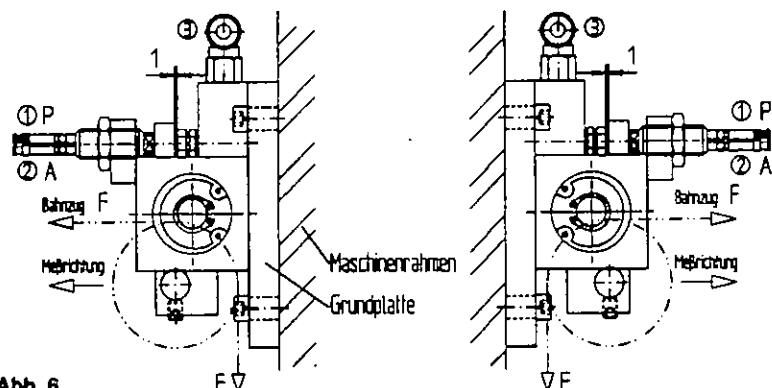 ③ ③
1 1
① P ① P
② A ② A
Bahnzug F Bahnzug F
Meßrichtung Meßrichtung
Maschinenrahmen
Grundplatte
F F
Abb. 6